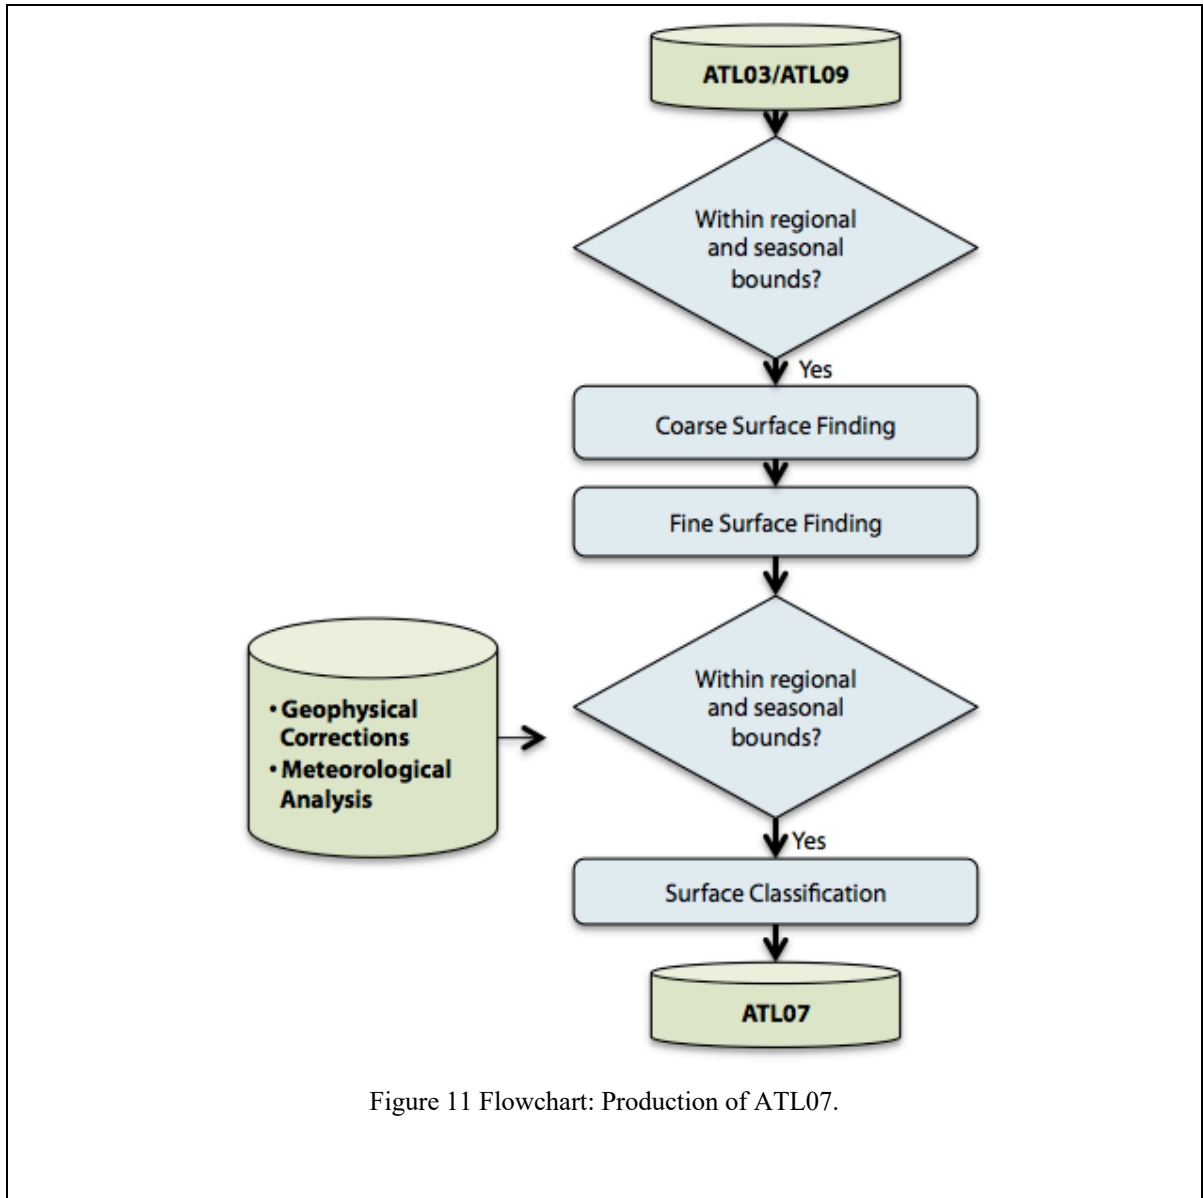 ATL03/ATL09
Within regional
and seasonal
bounds?
Yes
Coarse Surface Finding
Fine Surface Finding
• Geophysical
Corrections
• Meteorological
Analysis
Within regional
and seasonal
bounds?
Yes
Surface Classification
ATL07
Figure 11 Flowchart: Production of ATL07.